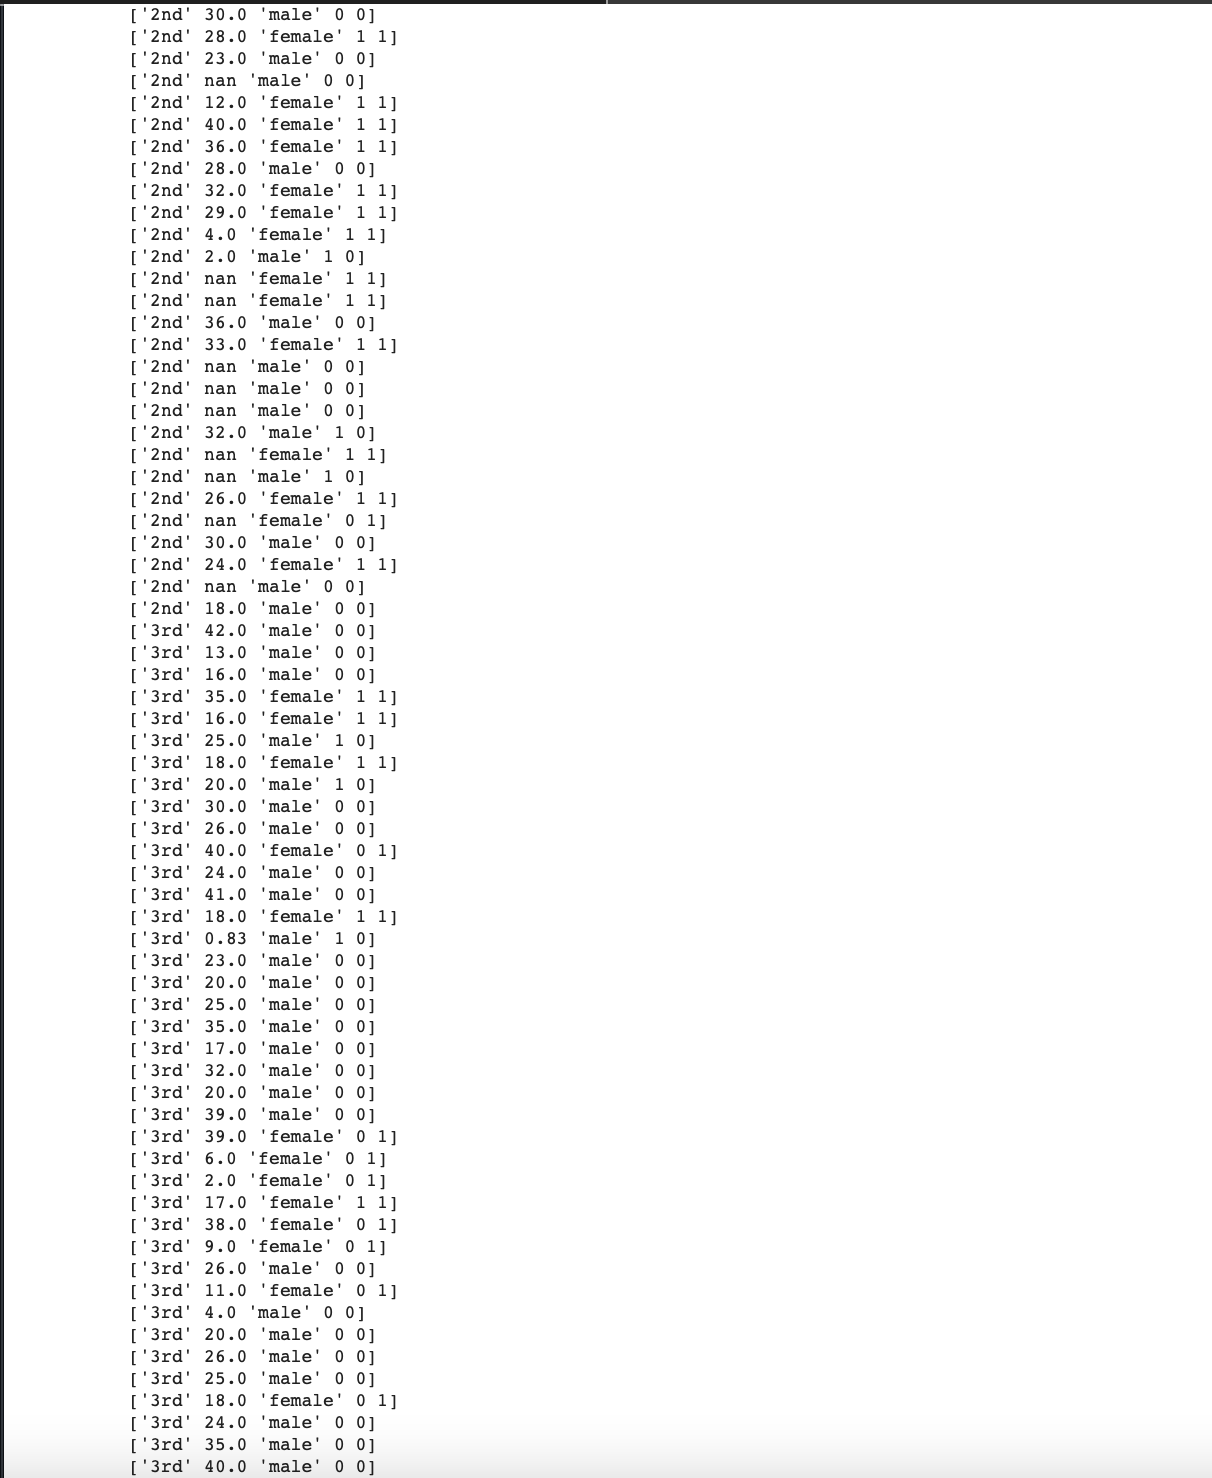 ['2nd' 30.0 'male' 0 0]
['2nd' 28.0 'female' 1 1]
['2nd' 23.0 'male' 0 0]
['2nd' nan 'male' 0 0]
['2nd' 12.0 'female' 1 1]
['2nd' 40.0 'female' 1 1]
['2nd' 36.0 'female' 1 1]
['2nd' 28.0 'male' 0 0]
['2nd' 32.0 'female' 1 1]
['2nd' 29.0 'female' 1 1]
['2nd' 4.0 'female' 1 1]
['2nd' 2.0 'male' 1 0]
['2nd' nan 'female' 1 1]
['2nd' nan 'female' 1 1]
['2nd' 36.0 'male' 0 0]
['2nd' 33.0 'female' 1 1]
['2nd' nan 'male' 0 0]
['2nd' nan 'male' 0 0]
['2nd' nan 'male' 0 0]
['2nd' 32.0 'male' 1 0]
['2nd' nan 'female' 1 1]
['2nd' nan 'male' 1 0]
['2nd' 26.0 'female' 1 1]
['2nd' nan 'female' 0 1]
['2nd' 30.0 'male' 0 0]
['2nd' 24.0 'female' 1 1]
['2nd' nan 'male' 0 0]
['2nd' 18.0 'male' 0 0]
['3rd' 42.0 'male' 0 0]
['3rd' 13.0 'male' 0 0]
['3rd' 16.0 'male' 0 0]
['3rd' 35.0 'female' 1 1]
['3rd' 16.0 'female' 1 1]
['3rd' 25.0 'male' 1 0]
['3rd' 18.0 'female' 1 1]
['3rd' 20.0 'male' 1 0]
['3rd' 30.0 'male' 0 0]
['3rd' 26.0 'male' 0 0]
['3rd' 40.0 'female' 0 1]
['3rd' 24.0 'male' 0 0]
['3rd' 41.0 'male' 0 0]
['3rd' 18.0 'female' 1 1]
['3rd' 0.83 'male' 1 0]
['3rd' 23.0 'male' 0 0]
['3rd' 20.0 'male' 0 0]
['3rd' 25.0 'male' 0 0]
['3rd' 35.0 'male' 0 0]
['3rd' 17.0 'male' 0 0]
['3rd' 32.0 'male' 0 0]
['3rd' 20.0 'male' 0 0]
['3rd' 39.0 'male' 0 0]
['3rd' 39.0 'female' 0 1]
['3rd' 6.0 'female' 0 1]
['3rd' 2.0 'female' 0 1]
['3rd' 17.0 'female' 1 1]
['3rd' 38.0 'female' 0 1]
['3rd' 9.0 'female' 0 1]
['3rd' 26.0 'male' 0 0]
['3rd' 11.0 'female' 0 1]
['3rd' 4.0 'male' 0 0]
['3rd' 20.0 'male' 0 0]
['3rd' 26.0 'male' 0 0]
['3rd' 25.0 'male' 0 0]
['3rd' 18.0 'female' 0 1]
['3rd' 24.0 'male' 0 0]
['3rd' 35.0 'male' 0 0]
['3rd' 40.0 'male' 0 0]